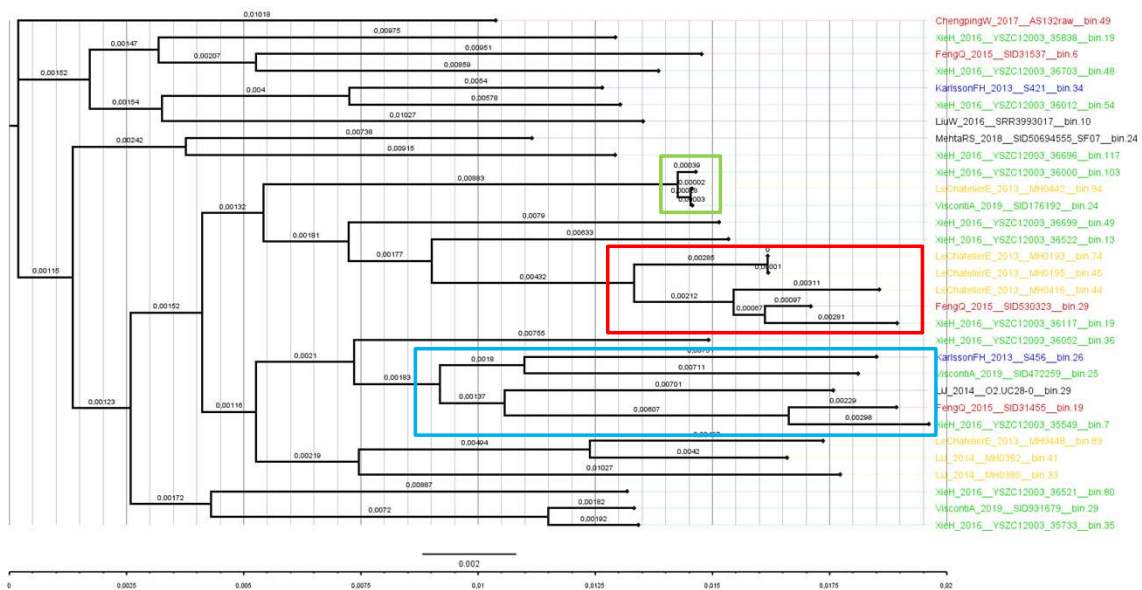 0,01018
ChengpingW_2017__AS132raw__bin.49
0,00975
XieH_2016__YSZC12003_35838__bin.19
0,00147
0,00951
FengQ_2015__SID31537__bin.6
0,00207
0,00859
XieH_2016__YSZC12003_36703__bin.48
0,00152
0,0054
KarlssonFH_2013__S421__bin.34
0,004
0,00578
XieH_2016__YSZC12003_36012__bin.54
0,00154
0,01027
LiuW_2016__SRR3993017__bin.10
0,00738
MehtaRS_2018__SID50694555_SF07__bin.24
0,00242
0,00915
XieH_2016__YSZC12003_36696__bin.117
0,00039
XieH_2016__YSZC12003_36000__bin.103
0,00883
0,00002
LeChatelierE_2013__MH0442__bin.94
0,00003
ViscontiA_2019__SID176192__bin.24
0,00132
0,0079
XieH_2016__YSZC12003_36699__bin.49
0,00181
0,00633
XieH_2016__YSZC12003_36522__bin.13
0,00177
0
LeChatelierE_2013__MH0193__bin.74
0,00285
0,00001
LeChatelierE_2013__MH0195__bin.45
0,00115
0,00432
0,00311
LeChatelierE_2013__MH0416__bin.44
0,00212
0,00097
FengQ_2015__SID530323__bin.29
0,00067
0,00281
XieH_2016__YSZC12003_36117__bin.19
0,00152
0,00755
XieH_2016__YSZC12003_36052__bin.36
0,0021
KarlssonFH_2013__S456__bin.26
0,0018
0,00711
ViscontiA_2019__SID472259__bin.25
0,00183
0,00701
LiJ_2014__O2.UC28-0__bin.29
0,00137
0,00229
FengQ_2015__SID31455__bin.19
0,00607
0,00298
XieH_2016__YSZC12003_35549__bin.7
0,00123
0,00116
LeChatelierE_2013__MH0448__bin.89
0,00494
0,0042
LiJ_2014__MH0362__bin.41
0,00219
0,01027
LiJ_2014__MH0365__bin.33
0,00887
XieH_2016__YSZC12003_36521__bin.80
0,00172
0,00182
ViscontiA_2019__SID931679__bin.29
0,0072
0,00192
XieH_2016__YSZC12003_35733__bin.35
0.002
0
0,0025
0,005
0,0075
0,01
0,0125
0,015
0,0175
0,02